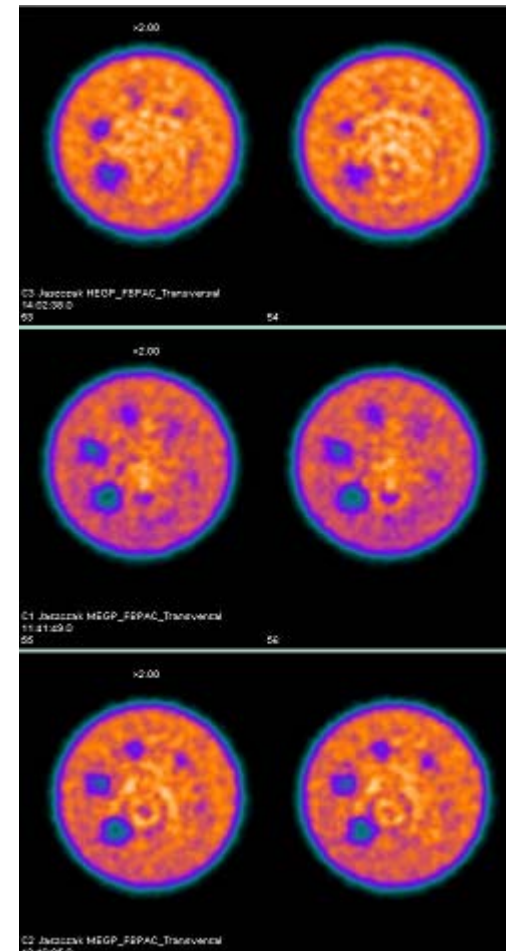 ×2.00
C3 Jaszczak HEGP_FBPAC_Transversal
14:02:38.0
53 54
×2.00
C1 Jaszczak MEGP_FBPAC_Transversal
11:41:49.0
55 56
×2.00
C2 Jaszczak MEGP_FBPAC_Transversal